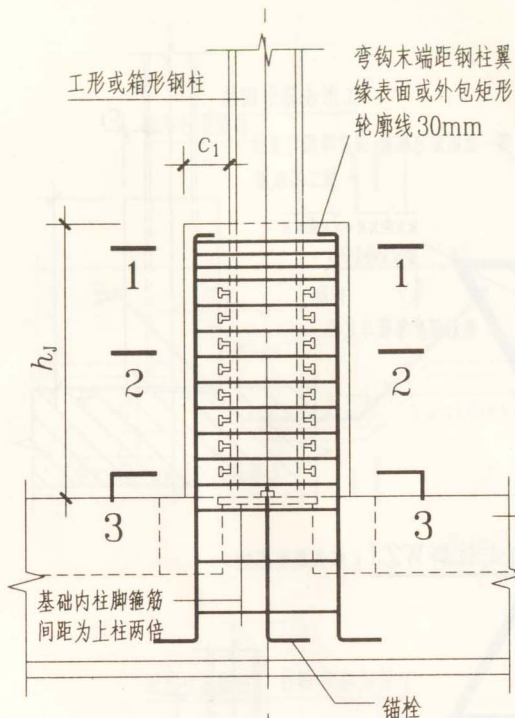 弯钩末端距钢柱翼
缘表面或外包矩形
轮廓线30mm
工形或箱形钢柱
C1
1 1
hJ
2 2
3 3
基础内柱脚箍筋
间距为上柱两倍
锚栓